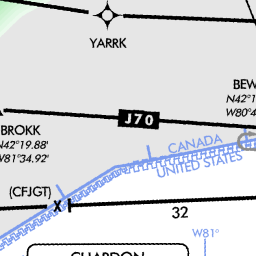 YARRK
BEW
N42°1
W80°4
J70
BROKK
N42°19.88'
W81°34.92'
CANADA
UNITED STATES
(CFJGT)
X
32
W81°
CHARDON